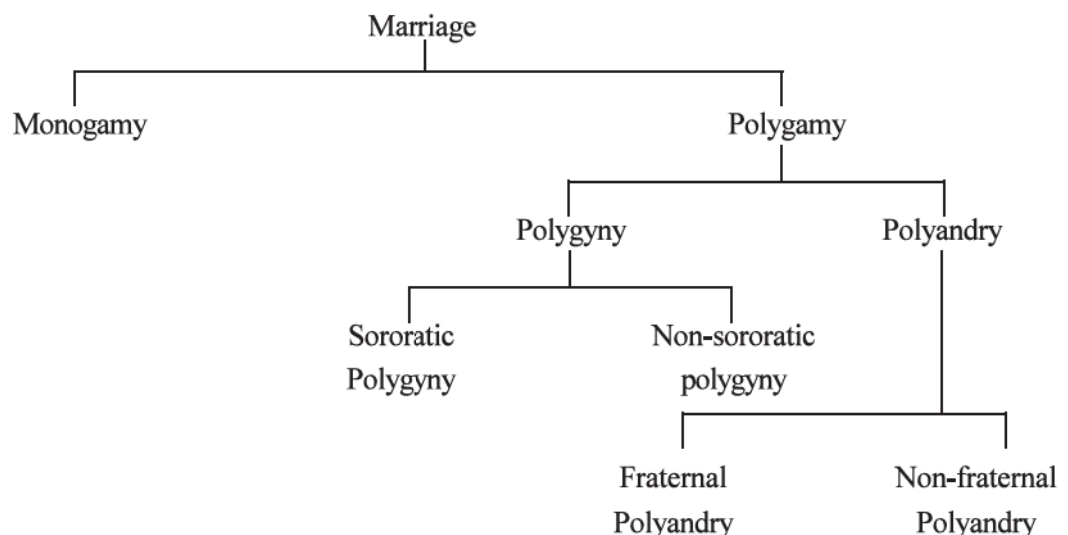 Marriage
Monogamy
Polygamy
Polygyny
Polyandry
Sororatic
Polygyny
Non-sororatic
polygyny
Fraternal
Polyandry
Non-fraternal
Polyandry